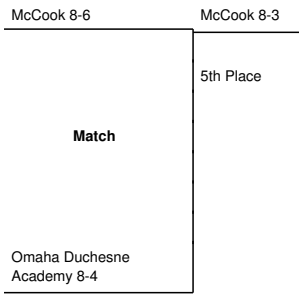 McCook 8-6
McCook 8-3
5th Place
Match
Omaha Duchesne
Academy 8-4